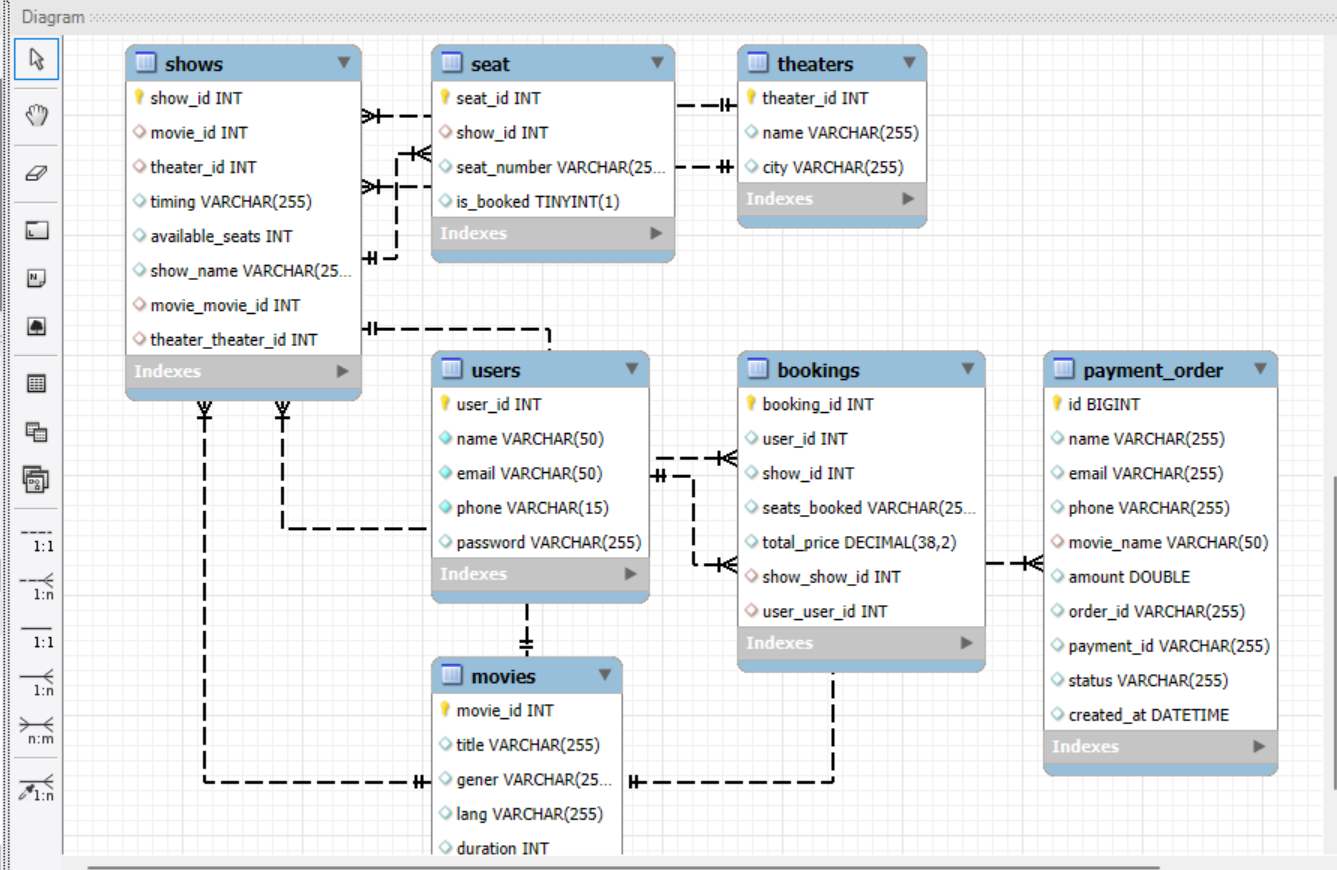 Diagram
shows
show_id INT
movie_id INT
theater_id INT
timing VARCHAR(255)
available_seats INT
show_name VARCHAR(25...
movie_movie_id INT
theater_theater_id INT
Indexes
seat
seat_id INT
show_id INT
seat_number VARCHAR(25...
is_booked TINYINT(1)
Indexes
theaters
theater_id INT
name VARCHAR(255)
city VARCHAR(255)
Indexes
users
user_id INT
name VARCHAR(50)
email VARCHAR(50)
phone VARCHAR(15)
password VARCHAR(255)
Indexes
bookings
booking_id INT
user_id INT
show_id INT
seats_booked VARCHAR(25...
total_price DECIMAL(38,2)
show_show_id INT
user_user_id INT
Indexes
payment_order
id BIGINT
name VARCHAR(255)
email VARCHAR(255)
phone VARCHAR(255)
movie_name VARCHAR(50)
amount DOUBLE
order_id VARCHAR(255)
payment_id VARCHAR(255)
status VARCHAR(255)
created_at DATETIME
Indexes
movies
movie_id INT
title VARCHAR(255)
gener VARCHAR(25...
lang VARCHAR(255)
duration INT
1:1
1:n
1:1
1:n
n:m
1:n